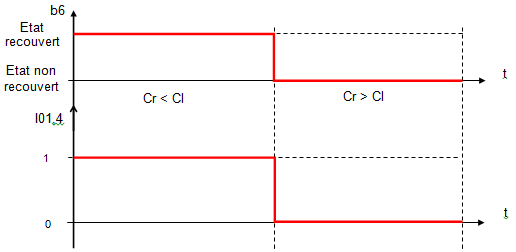 b6
Etat
recouvert
Etat non
recouvert
t
Cr < Cl
Cr > Cl
I01,4
1
0
t